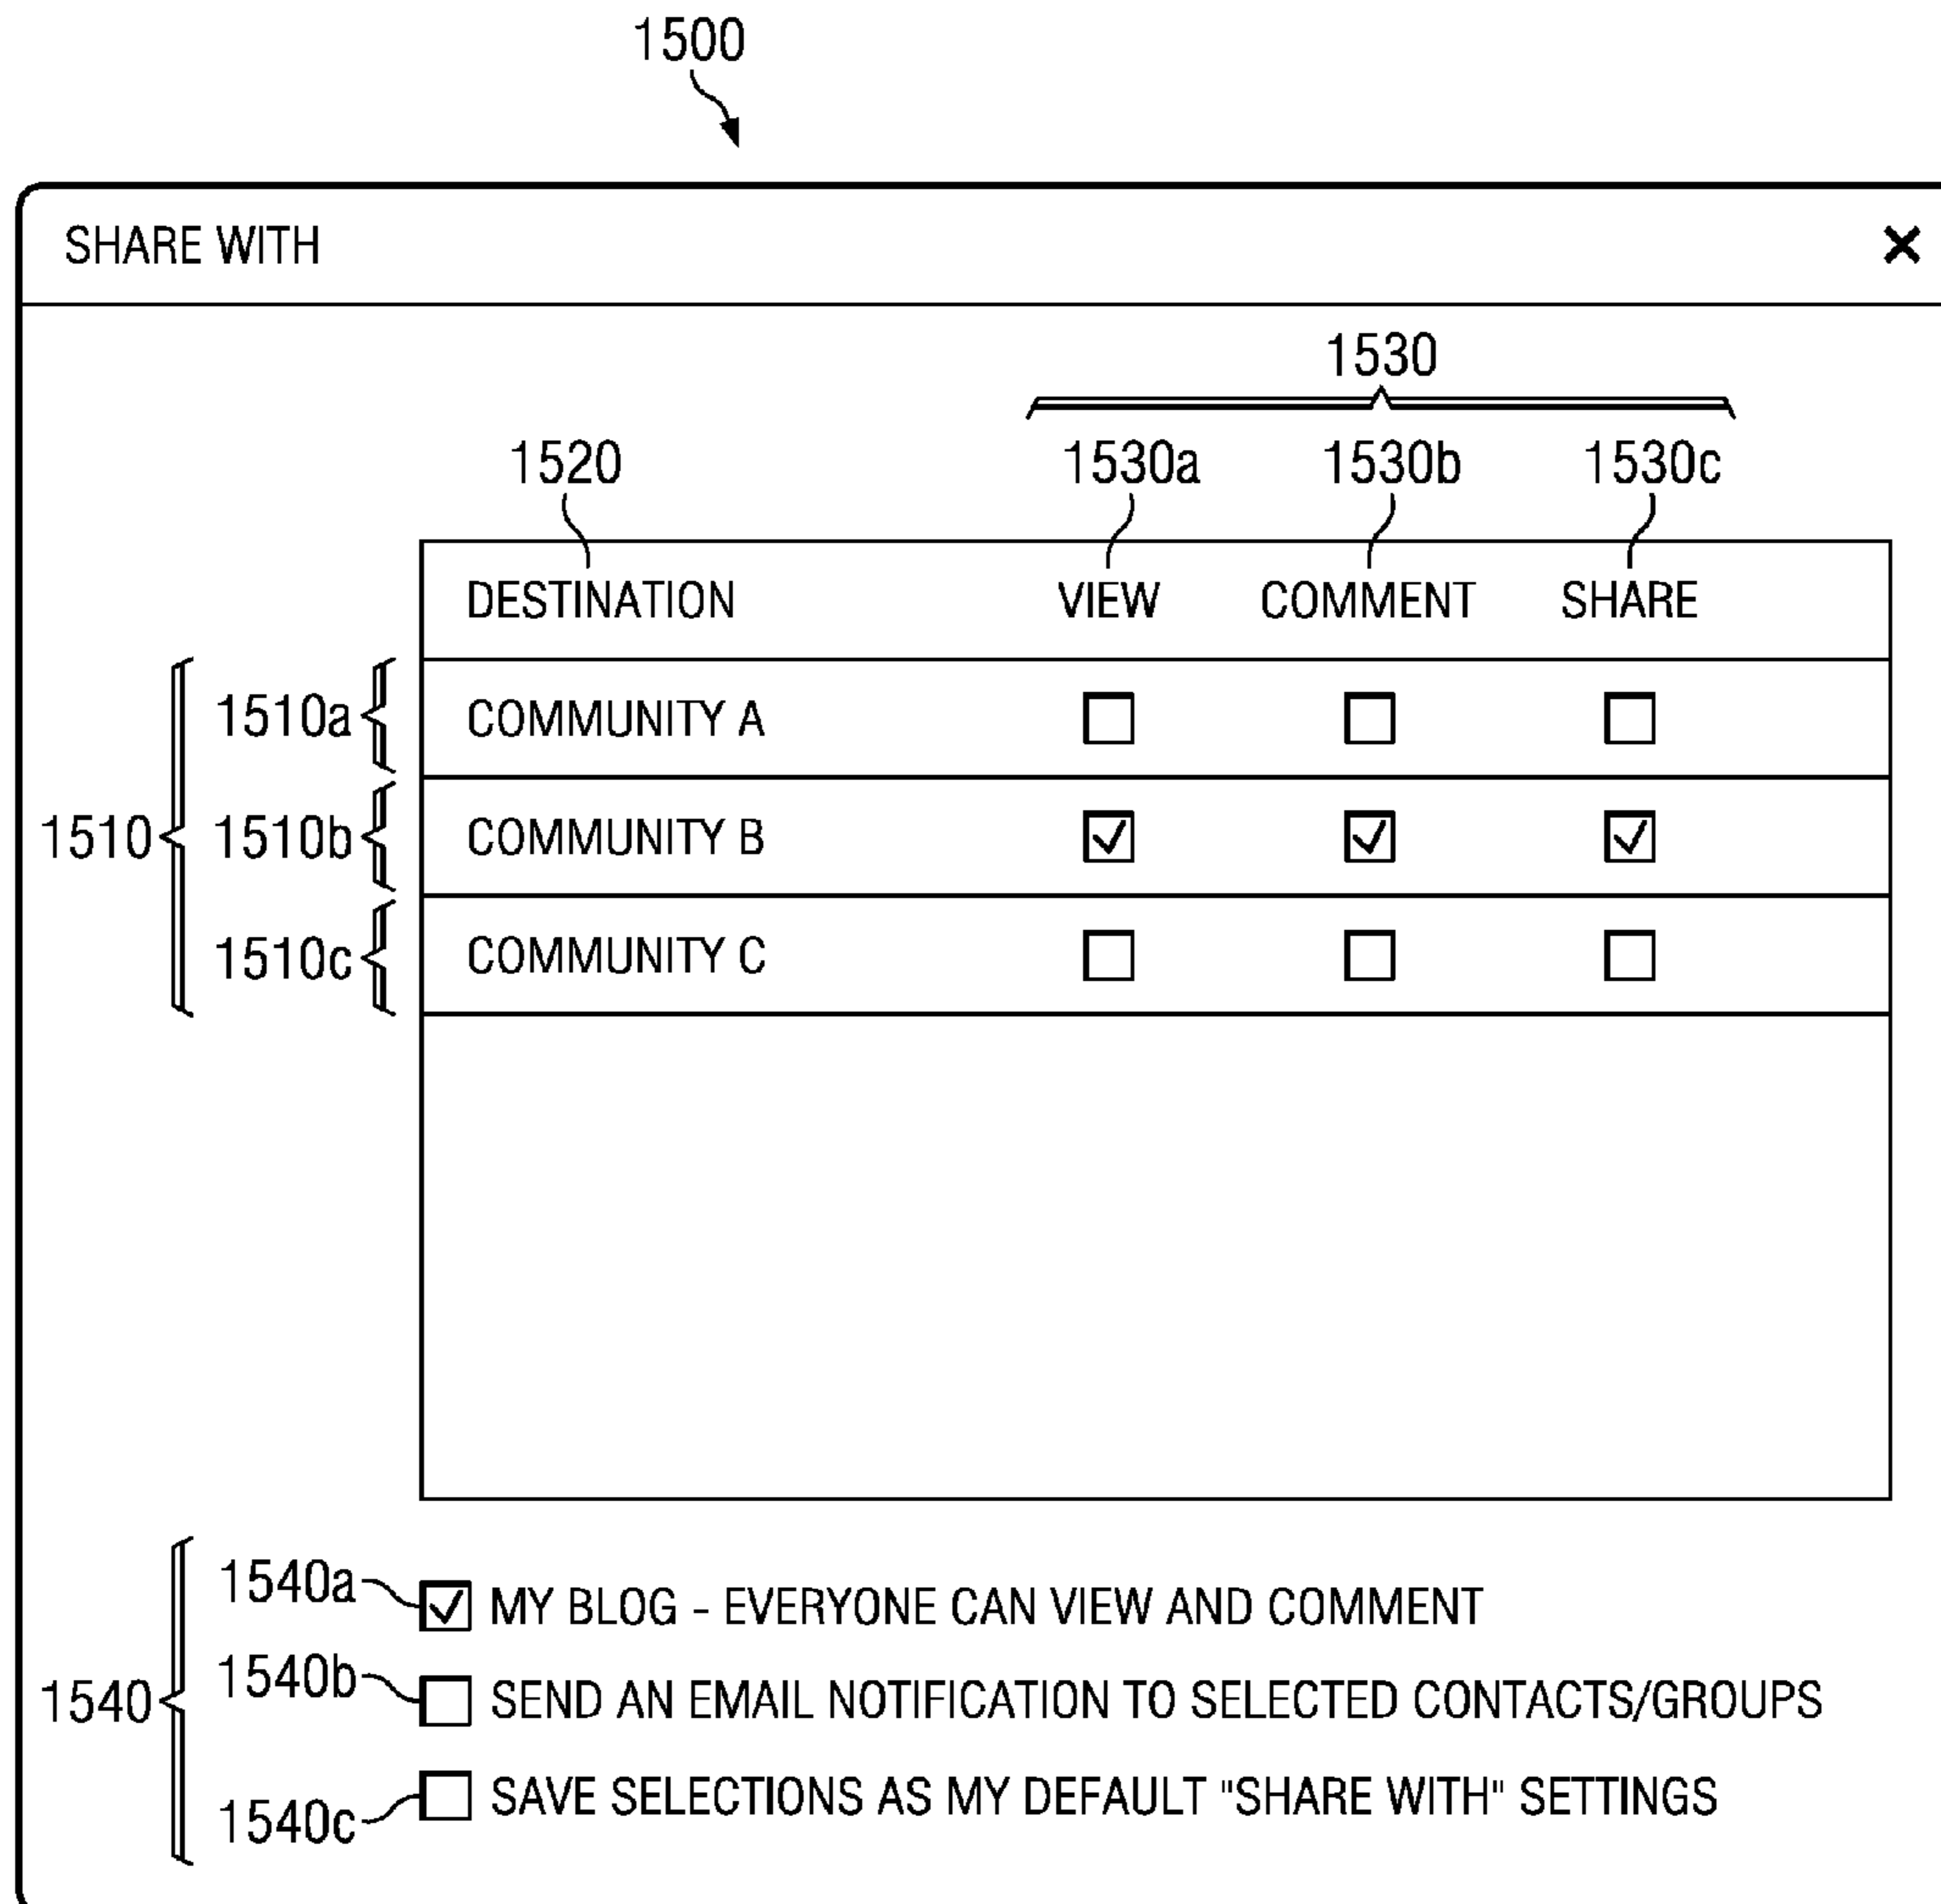 1500
SHARE WITH
1530
1520 1530a 1530b 1530c
DESTINATION VIEW COMMENT SHARE
1510a COMMUNITY A
1510 1510b COMMUNITY B
1510c COMMUNITY C
1540a MY BLOG - EVERYONE CAN VIEW AND COMMENT
1540 1540b SEND AN EMAIL NOTIFICATION TO SELECTED CONTACTS/GROUPS
1540c SAVE SELECTIONS AS MY DEFAULT "SHARE WITH" SETTINGS